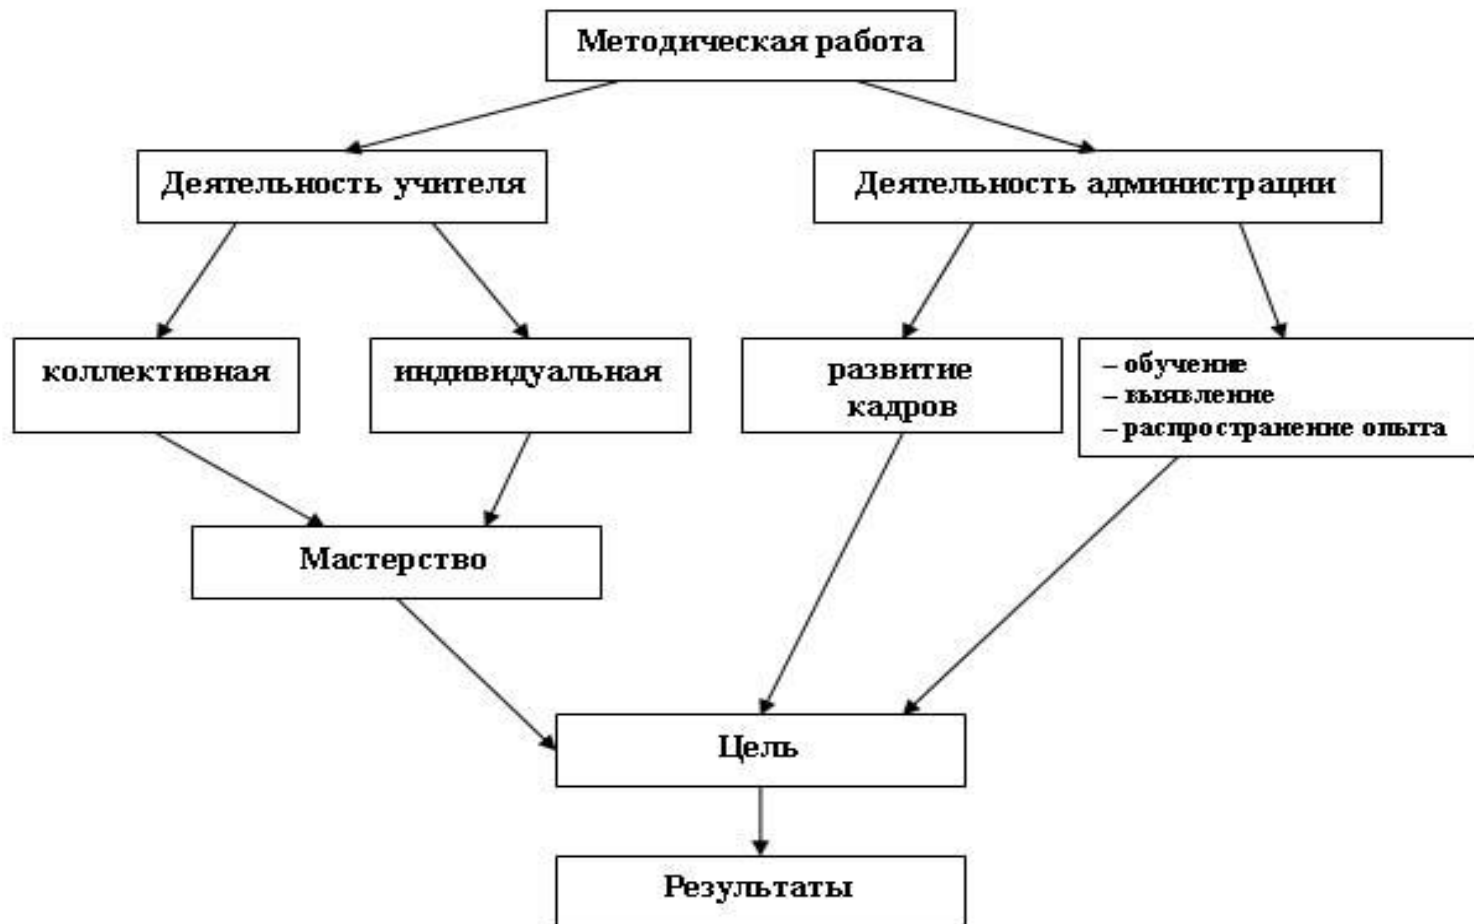 Методическая работа
Деятельность учителя
Деятельность администрации
коллективная
индивидуальная
развитие
кадров
– обучение
– выявление
– распространение опыта
Мастерство
Цель
Результаты